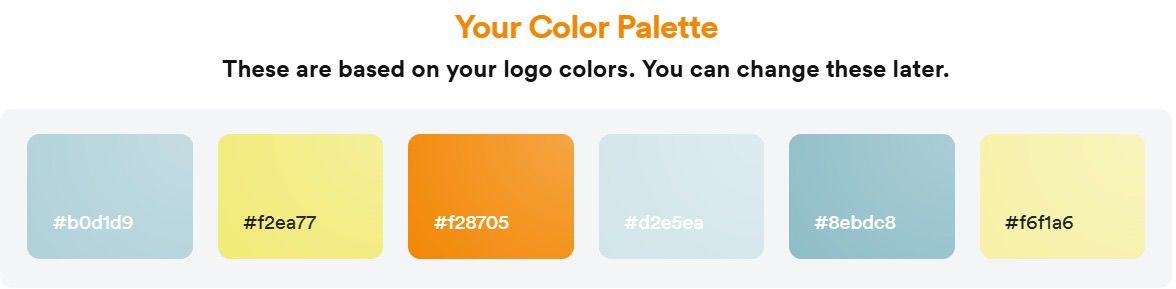 Your Color Palette
These are based on your logo colors. You can change these later.
#b0d1d9 #f2ea77 #f28705 #d2e5ea #8ebdc8 #f6f1a6